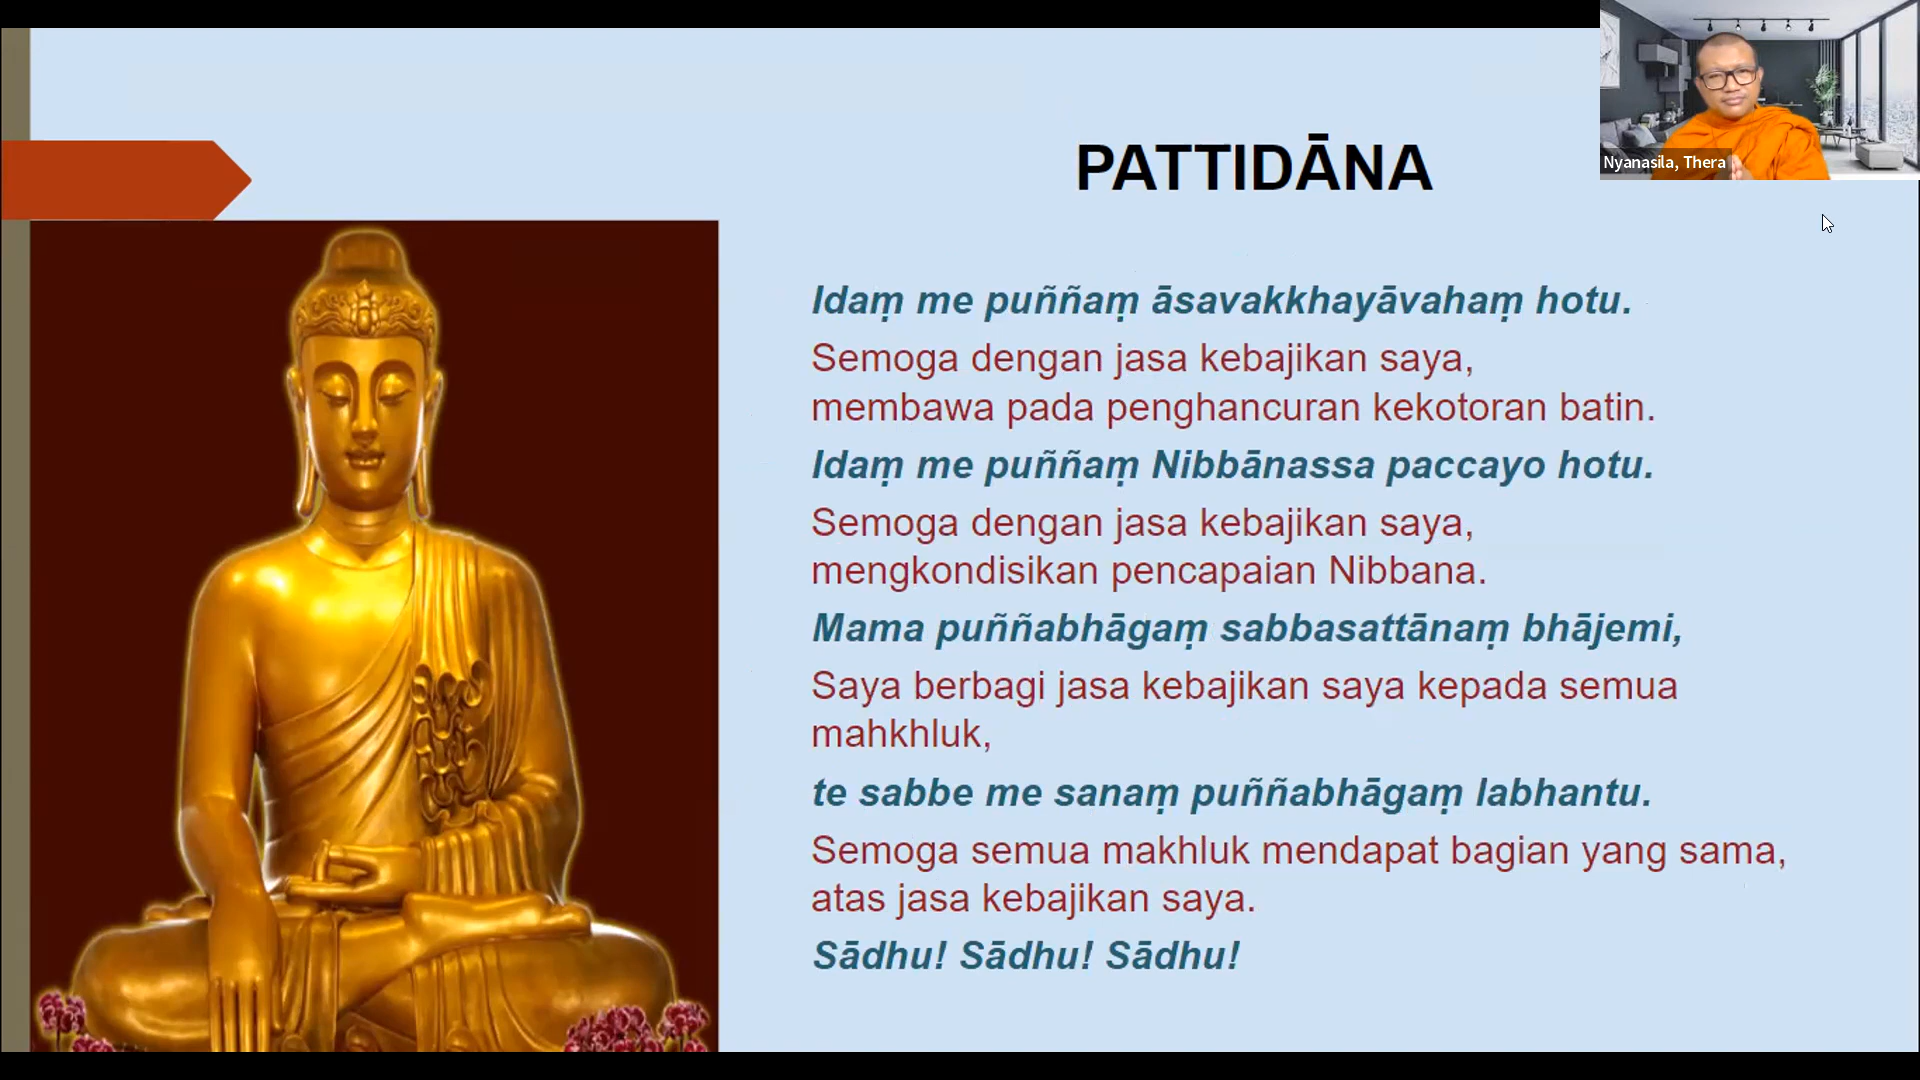 Nyanasila, Thera
PATTIDĀNA
Idaṃ me puññaṃ āsavakkhayāvahaṃ hotu.
Semoga dengan jasa kebajikan saya,
membawa pada penghancuran kekotoran batin.
Idaṃ me puññaṃ Nibbānassa paccayo hotu.
Semoga dengan jasa kebajikan saya,
mengkondisikan pencapaian Nibbana.
Mama puññabhāgaṃ sabbasattānaṃ bhājemi,
Saya berbagi jasa kebajikan saya kepada semua
mahkhluk,
te sabbe me sanaṃ puññabhāgaṃ labhantu.
Semoga semua makhluk mendapat bagian yang sama,
atas jasa kebajikan saya.
Sādhu! Sādhu! Sādhu!